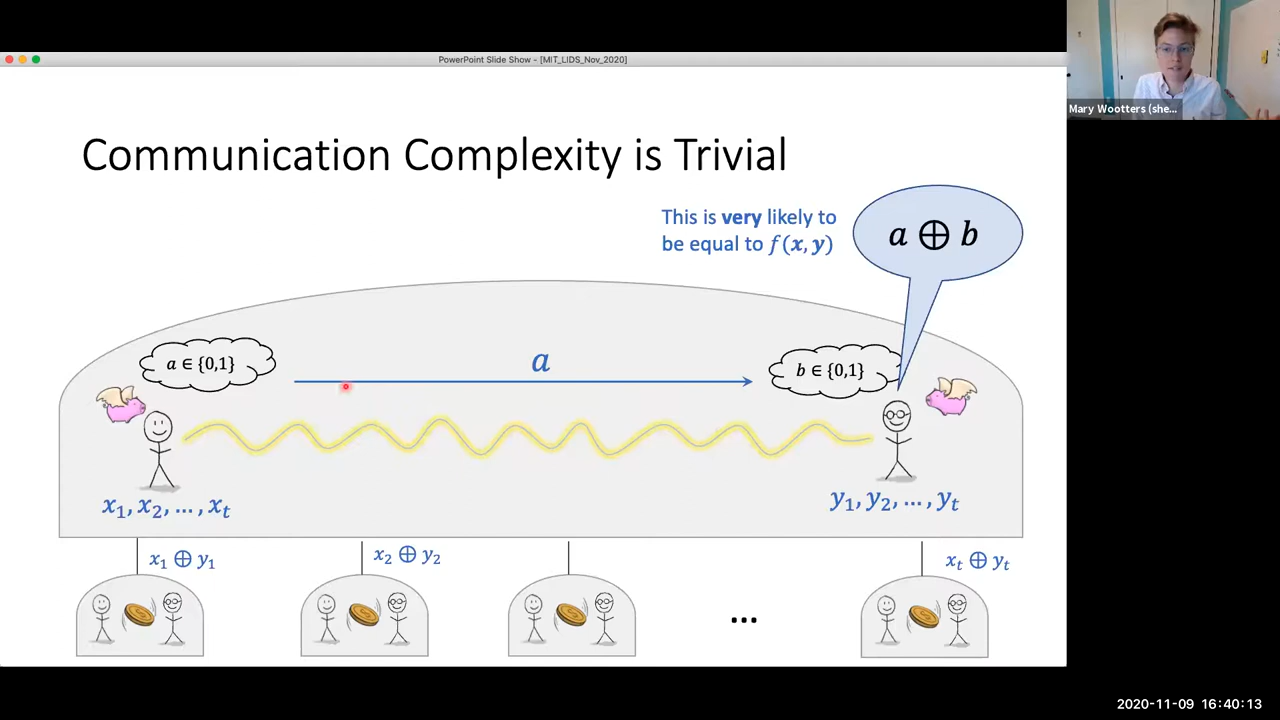 PowerPoint Slide Show - [MIT_LIDS_Nov_2020]
Mary Wootters (she...
Communication Complexity is Trivial
This is very likely to
be equal to f(x, y)
a ⊕ b
a ∈ {0,1}
a
b ∈ {0,1}
x₁, x₂, ..., xₜ
y₁, y₂, ..., yₜ
x₁ ⊕ y₁
x₂ ⊕ y₂
xₜ ⊕ yₜ
...
2020-11-09 16:40:13